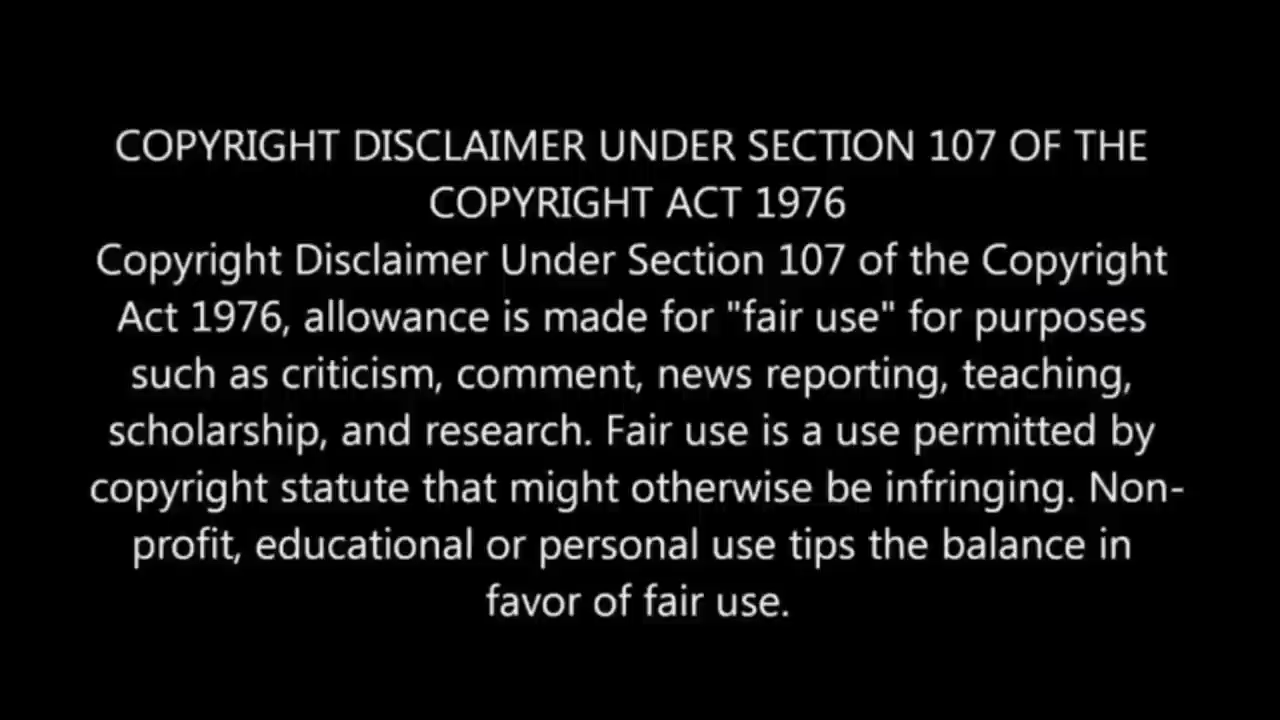 COPYRIGHT DISCLAIMER UNDER SECTION 107 OF THE
COPYRIGHT ACT 1976
Copyright Disclaimer Under Section 107 of the Copyright
Act 1976, allowance is made for "fair use" for purposes
such as criticism, comment, news reporting, teaching,
scholarship, and research. Fair use is a use permitted by
copyright statute that might otherwise be infringing. Non-
profit, educational or personal use tips the balance in
favor of fair use.